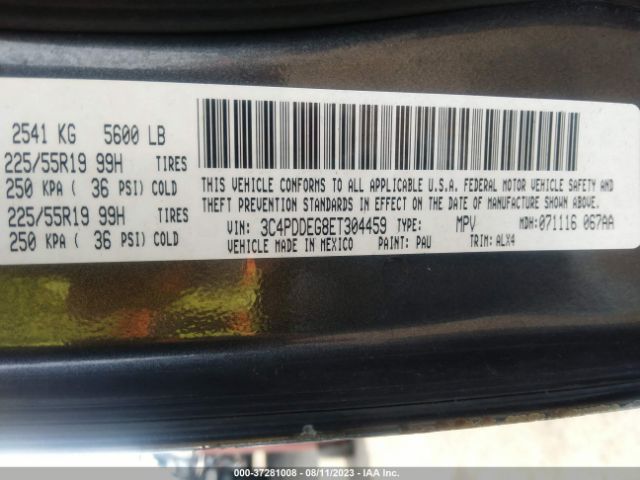 2541 KG 5600 LB
225/55R19 99H TIRES
250 KPA ( 36 PSI) COLD
225/55R19 99H TIRES
250 KPA ( 36 PSI) COLD
THIS VEHICLE CONFORMS TO ALL APPLICABLE U.S.A. FEDERAL MOTOR VEHICLE SAFETY AND
THEFT PREVENTION STANDARDS IN EFFECT ON THE DATE OF MANUFACTURE SHOWN ABOVE.
VIN: 3C4PDDEG8ET304459 TYPE: MPV MDH: 071116 067AA
VEHICLE MADE IN MEXICO PAINT: PAU TRIM: ALX4
000-37281008 - 08/11/2023 - IAAI.COM